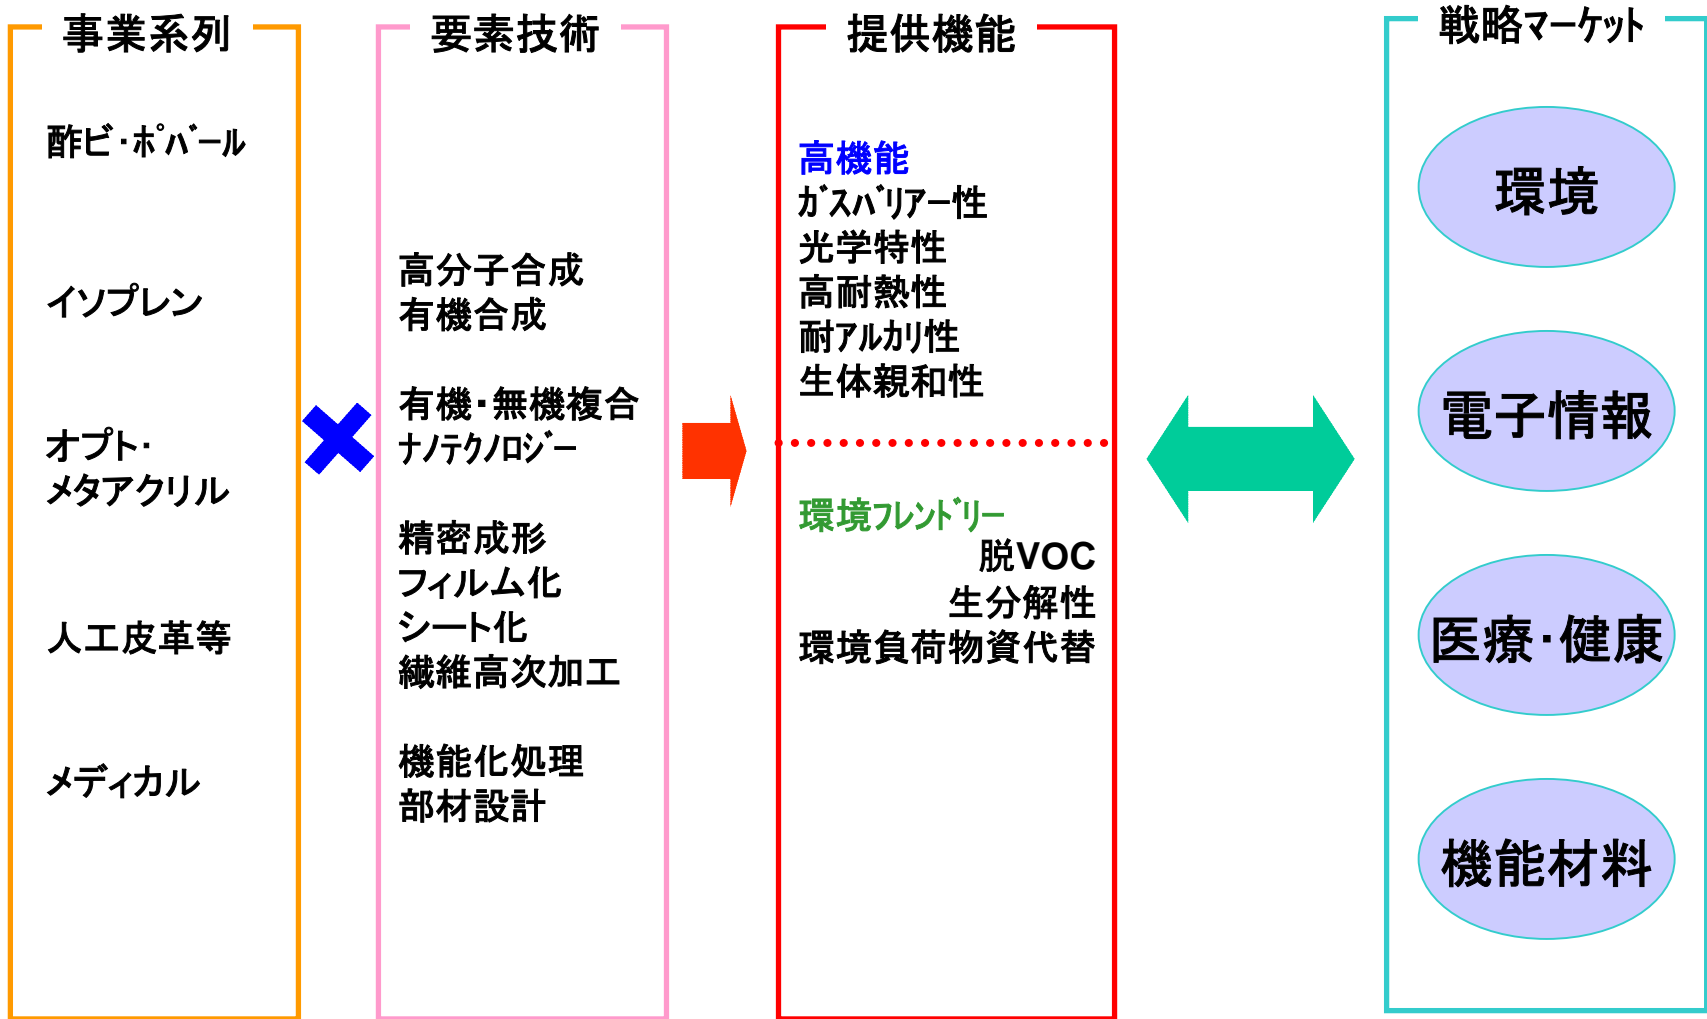 事業系列
酢ビ・ﾎﾟﾊﾞｰﾙ
イソプレン
オプト・
メタアクリル
人工皮革等
メディカル
要素技術
高分子合成
有機合成
有機・無機複合
ﾅﾉﾃｸﾉﾛｼﾞｰ
精密成形
フィルム化
シート化
繊維高次加工
機能化処理
部材設計
提供機能
高機能
ｶﾞｽﾊﾞﾘｱｰ性
光学特性
高耐熱性
耐ｱﾙｶﾘ性
生体親和性
環境ﾌﾚﾝﾄﾞﾘｰ
脱VOC
生分解性
環境負荷物資代替
戦略ﾏｰｹｯﾄ
環境
電子情報
医療・健康
機能材料